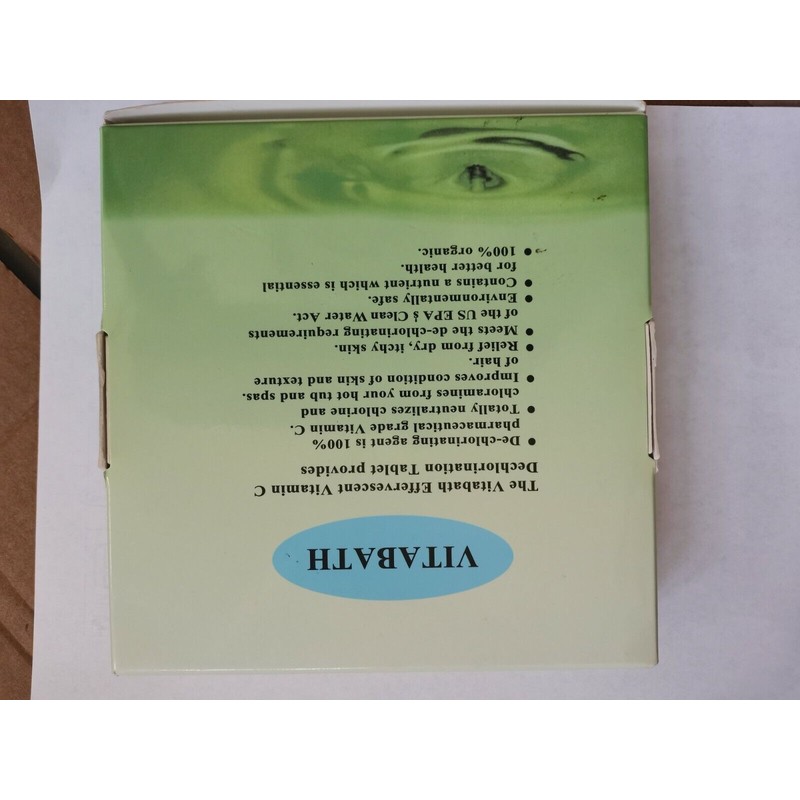 VITABATH
The Vitabath Effervescent Vitamin C
Dechlorination Tablet provides
● De-chlorinating agent is 100%
pharmaceutical grade Vitamin C.
● Totally neutralizes chlorine and
chloramines from your hot tub and spas.
● Improves condition of skin and texture
of hair.
● Relief from dry, itchy skin.
● Meets the de-chlorinating requirements
of the US EPA ś Clean Water Act.
● Environmentally safe.
● Contains a nutrient which is essential
for better health.
● 100% organic.